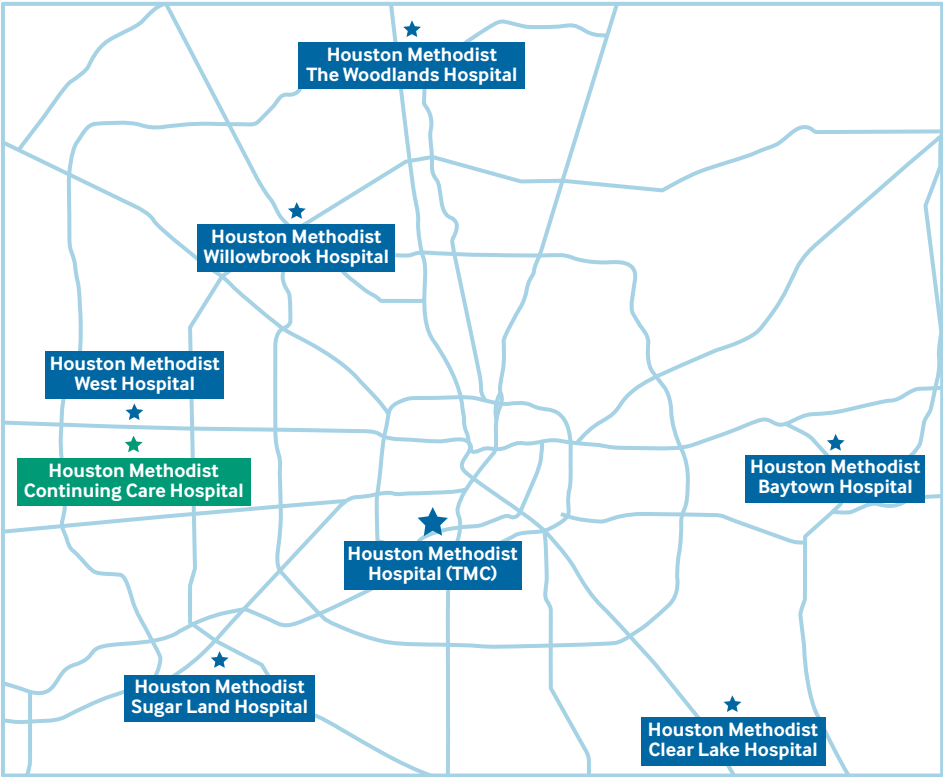 Houston Methodist
The Woodlands Hospital
Houston Methodist
Willowbrook Hospital
Houston Methodist
West Hospital
Houston Methodist
Continuing Care Hospital
Houston Methodist
Baytown Hospital
Houston Methodist
Hospital (TMC)
Houston Methodist
Sugar Land Hospital
Houston Methodist
Clear Lake Hospital